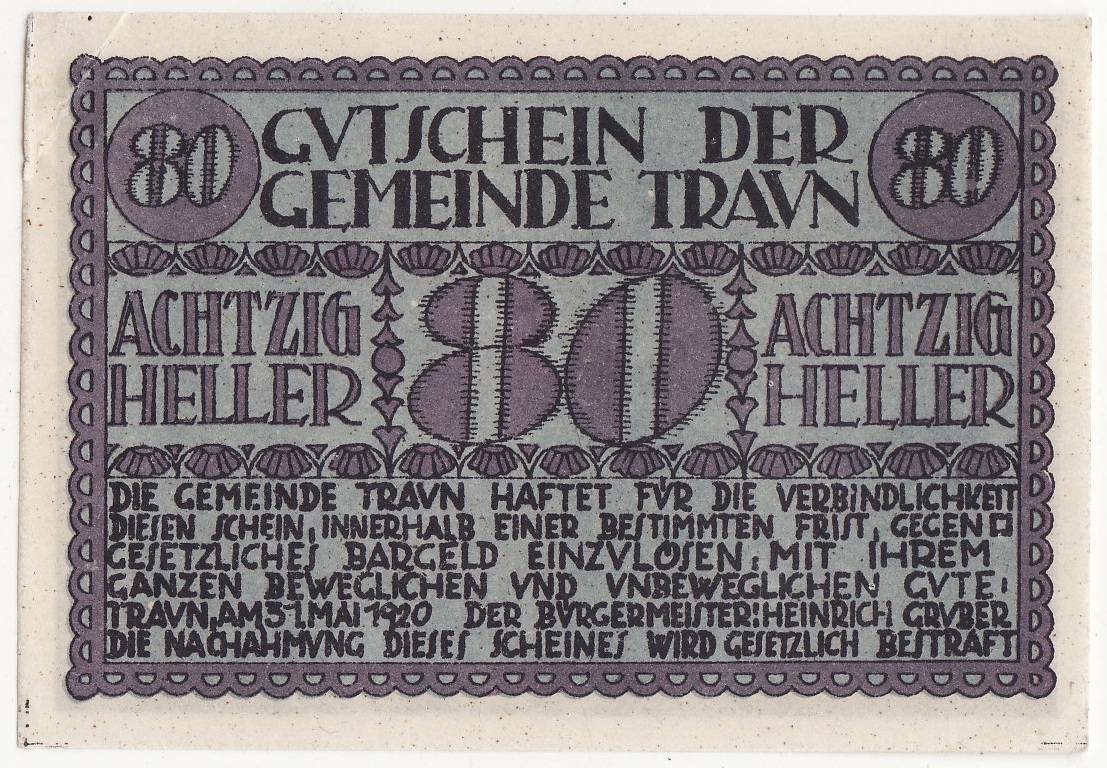 80 GVTSCHEIN DER 80
GEMEINDE TRAVN
ACHTZIG 80 ACHTZIG
HELLER HELLER
DIE GEMEINDE TRAVN HAFTET FÜR DIE VERBINDLICHKEIT
DIESEN SCHEIN, INNERHALB EINER BESTIMMTEN FRIST, GEGEN
GESETZLICHES BARGELD EINZVLÖSEN, MIT IHREM
GANZEN BEWEGLICHEN VND VNBEWEGLICHEN GVTE:
TRAVN, AM 31. MAI 1920 DER BÜRGERMEISTER: HEINRICH GRVBER
DIE NACHAHMVNG DIESES SCHEINES WIRD GESETZLICH BESTRAFT